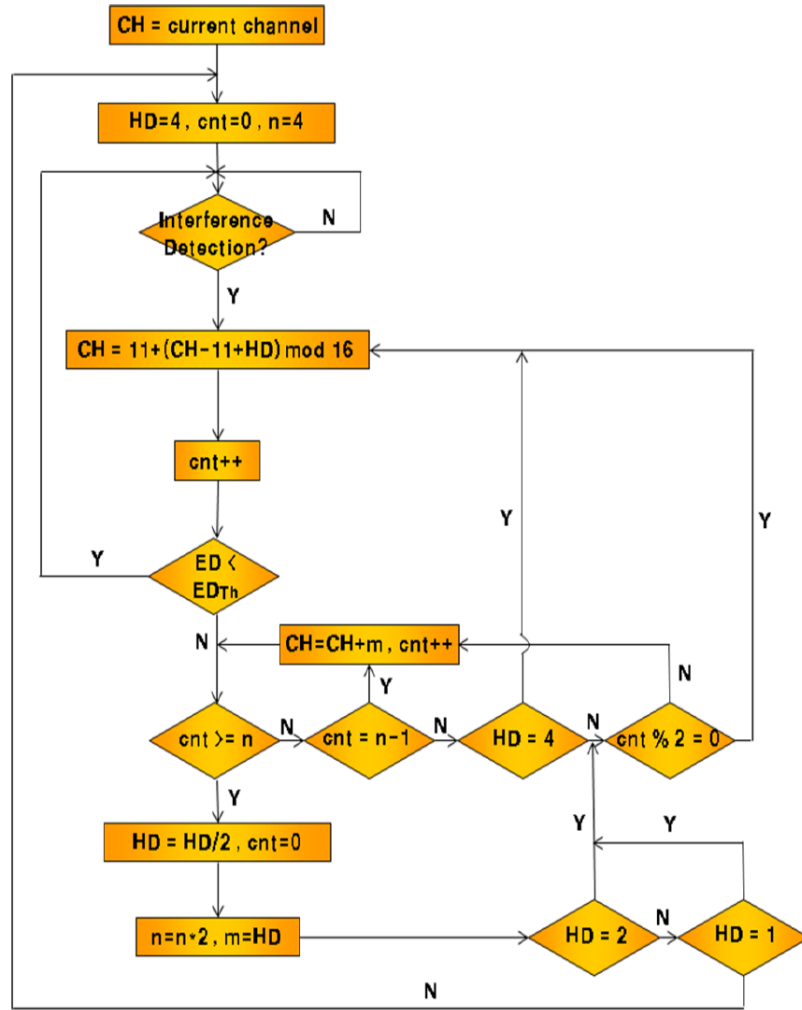 CH = current channel
HD=4 , cnt=0 , n=4
Interference
Detection?
N
Y
CH = 11+(CH-11+HD) mod 16
cnt++
Y
Y
Y
ED <
EDTh
N
CH=CH+m , cnt++
N
Y
cnt >= n
N
cnt = n-1
N
HD = 4
N
cnt % 2 = 0
Y
HD = HD/2 , cnt=0
Y
Y
n=n*2 , m=HD
HD = 2
N
HD = 1
N